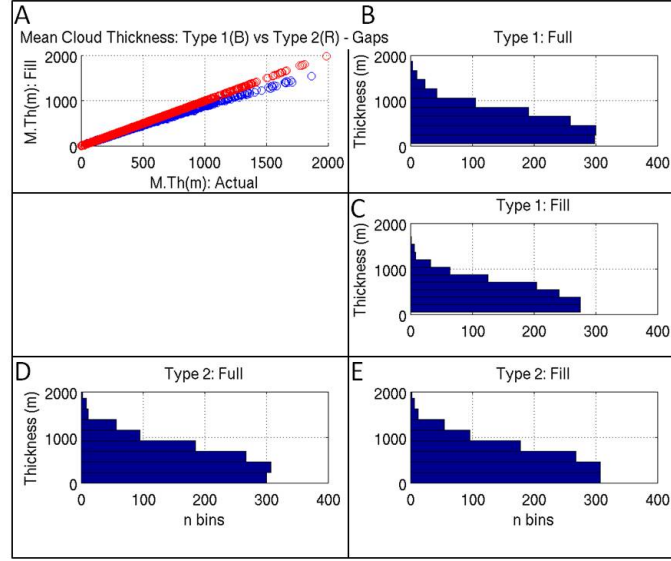 A
Mean Cloud Thickness: Type 1(B) vs Type 2(R) - Gaps
M.Th(m): Fill
2000
1000
0
0 500 1000 1500 2000
M.Th(m): Actual
B
Type 1: Full
Thickness (m)
2000
1000
0
0 100 200 300 400
C
Type 1: Fill
Thickness (m)
2000
1000
0
0 100 200 300 400
D
Type 2: Full
Thickness (m)
2000
1000
0
0 100 200 300 400
n bins
E
Type 2: Fill
Thickness (m)
2000
1000
0
0 100 200 300 400
n bins